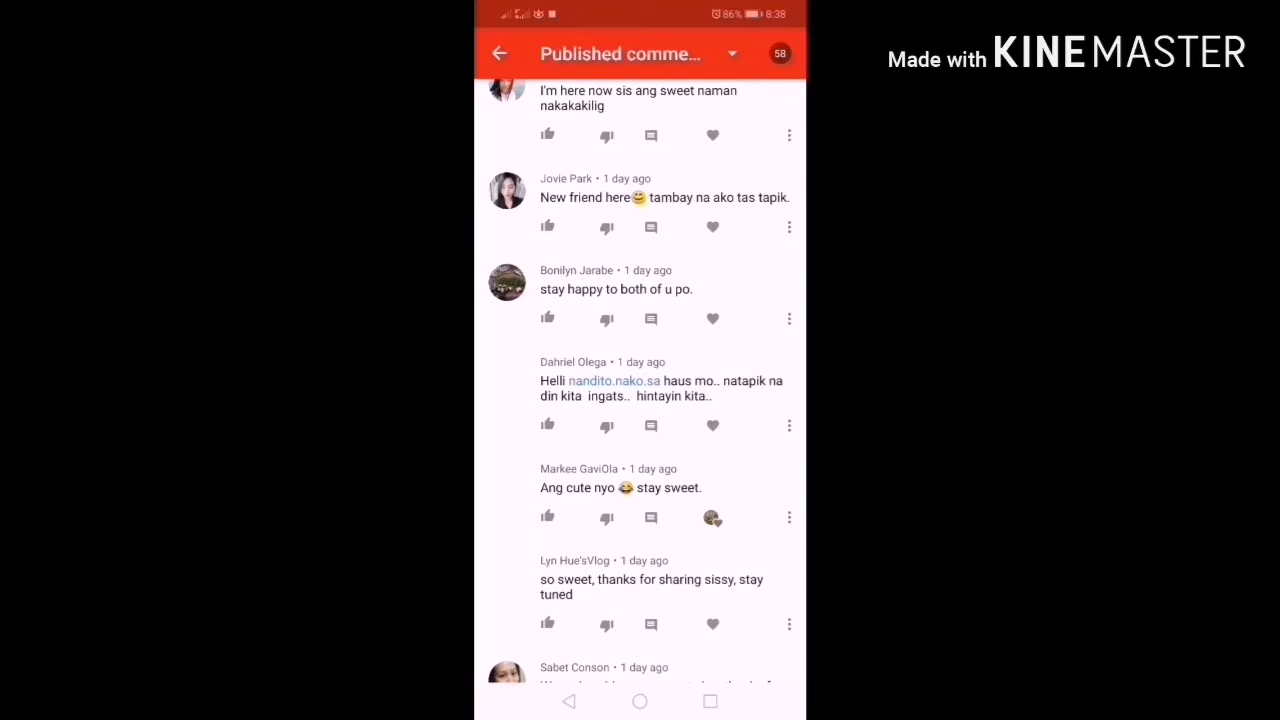 86% 8:38
Published comme...
58
Made with KINEMASTER
I'm here now sis ang sweet naman
nakakakilig
Jovie Park • 1 day ago
New friend here😄 tambay na ako tas tapik.
Bonilyn Jarabe • 1 day ago
stay happy to both of u po.
Dahriel Olega • 1 day ago
Helli nandito.nako.sa haus mo.. natapik na
din kita ingats.. hintayin kita..
Markee GaviOla • 1 day ago
Ang cute nyo 😂 stay sweet.
Lyn Hue'sVlog • 1 day ago
so sweet, thanks for sharing sissy, stay
tuned
Sabet Conson • 1 day ago